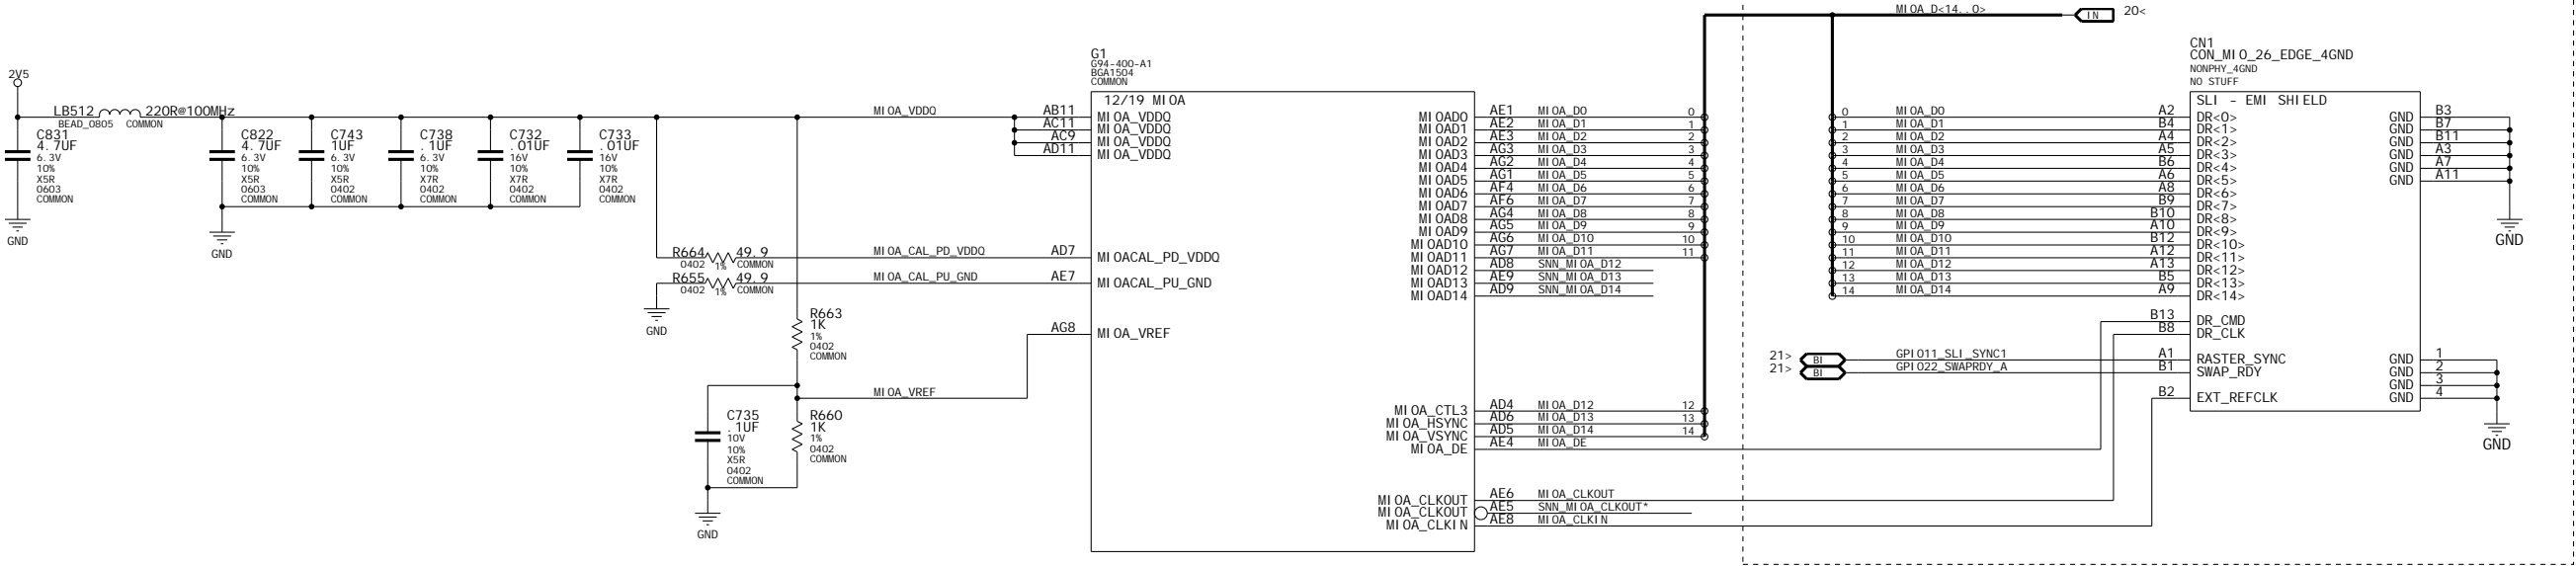 MIOA_D<14..0>
IN
20<
2V5
LB512 220R@100MHz
BEAD_0805 COMMON
C831
4.7UF
6.3V
10%
X5R
0603
COMMON
GND
C822
4.7UF
6.3V
10%
X5R
0603
COMMON
GND
C743
1UF
6.3V
10%
X5R
0402
COMMON
C738
.1UF
6.3V
10%
X7R
0402
COMMON
C732
.01UF
16V
10%
X7R
0402
COMMON
C733
.01UF
16V
10%
X7R
0402
COMMON
MIOA_VDDQ
R664 49.9
0402 1% COMMON
MIOA_CAL_PD_VDDQ
R655 49.9
0402 1% COMMON
MIOA_CAL_PU_GND
GND
R663
1K
1%
0402
COMMON
MIOA_VREF
C735
.1UF
10V
10%
X5R
0402
COMMON
R660
1K
1%
0402
COMMON
GND
G1
G94-400-A1
BGA1504
COMMON
12/19 MIOA
AB11 MIOA_VDDQ
AC11 MIOA_VDDQ
AC9 MIOA_VDDQ
AD11 MIOA_VDDQ
AD7 MIOACAL_PD_VDDQ
AE7 MIOACAL_PU_GND
AG8 MIOA_VREF
MIOAD0 AE1 MIOA_D0 0
MIOAD1 AE2 MIOA_D1 1
MIOAD2 AE3 MIOA_D2 2
MIOAD3 AG3 MIOA_D3 3
MIOAD4 AG2 MIOA_D4 4
MIOAD5 AG1 MIOA_D5 5
MIOAD6 AF4 MIOA_D6 6
MIOAD7 AF6 MIOA_D7 7
MIOAD8 AG4 MIOA_D8 8
MIOAD9 AG5 MIOA_D9 9
MIOAD10 AG6 MIOA_D10 10
MIOAD11 AG7 MIOA_D11 11
MIOAD12 AD8 SNN_MIOA_D12
MIOAD13 AE9 SNN_MIOA_D13
MIOAD14 AD9 SNN_MIOA_D14
MIOA_CTL3 AD4 MIOA_D12 12
MIOA_HSYNC AD6 MIOA_D13 13
MIOA_VSYNC AD5 MIOA_D14 14
MIOA_DE AE4 MIOA_DE
MIOA_CLKOUT AE6 MIOA_CLKOUT
MIOA_CLKOUT AE5 SNN_MIOA_CLKOUT*
MIOA_CLKIN AE8 MIOA_CLKIN
CN1
CON_MIO_26_EDGE_4GND
NONPHY_4GND
NO STUFF
SLI - EMI SHIELD
0 MIOA_D0 A2 DR<0>
1 MIOA_D1 B4 DR<1>
2 MIOA_D2 A4 DR<2>
3 MIOA_D3 A5 DR<3>
4 MIOA_D4 B6 DR<4>
5 MIOA_D5 A6 DR<5>
6 MIOA_D6 A8 DR<6>
7 MIOA_D7 B9 DR<7>
8 MIOA_D8 B10 DR<8>
9 MIOA_D9 A10 DR<9>
10 MIOA_D10 B12 DR<10>
11 MIOA_D11 A12 DR<11>
12 MIOA_D12 A13 DR<12>
13 MIOA_D13 B5 DR<13>
14 MIOA_D14 A9 DR<14>
B13 DR_CMD
B8 DR_CLK
21> BI GPIO11_SLI_SYNC1 A1 RASTER_SYNC
21> BI GPIO22_SWAPRDY_A B1 SWAP_RDY
B2 EXT_REFCLK
GND B3
GND B7
GND B11
GND A3
GND A7
GND A11
GND
GND 1
GND 2
GND 3
GND 4
GND